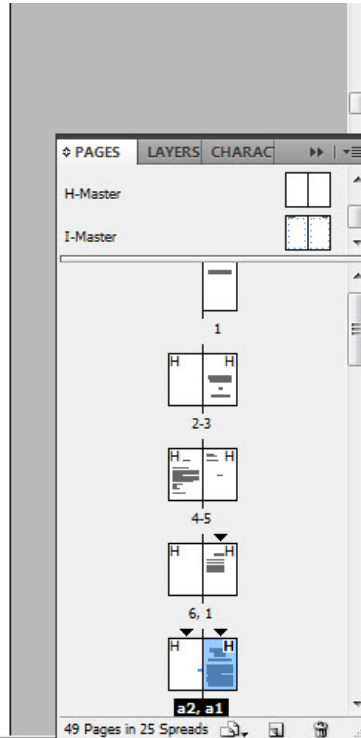 PAGES LAYERS CHARAC
H-Master
I-Master
1
H
2-3
H H
4-5
H H
6, 1
H H
a2, a1
49 Pages in 25 Spreads